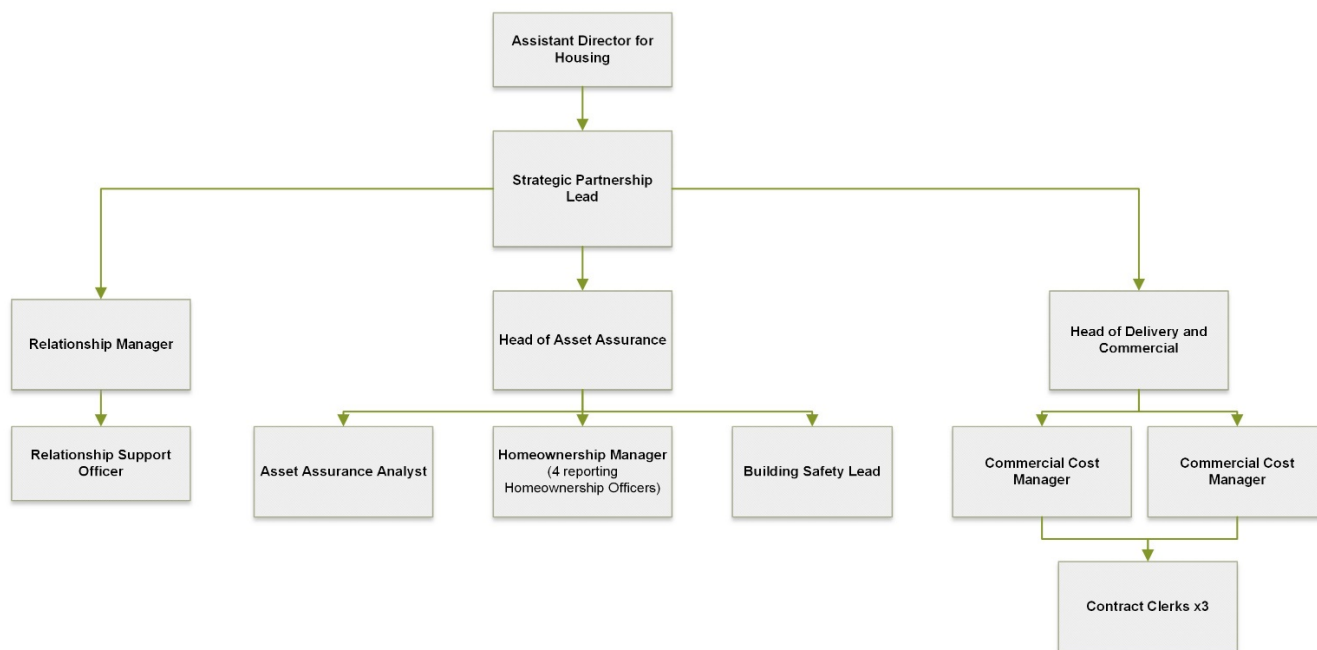 Assistant Director for
Housing
Strategic Partnership
Lead
Relationship Manager
Head of Asset Assurance
Head of Delivery and
Commercial
Relationship Support
Officer
Asset Assurance Analyst
Homeownership Manager
(4 reporting
Homeownership Officers)
Building Safety Lead
Commercial Cost
Manager
Commercial Cost
Manager
Contract Clerks x3